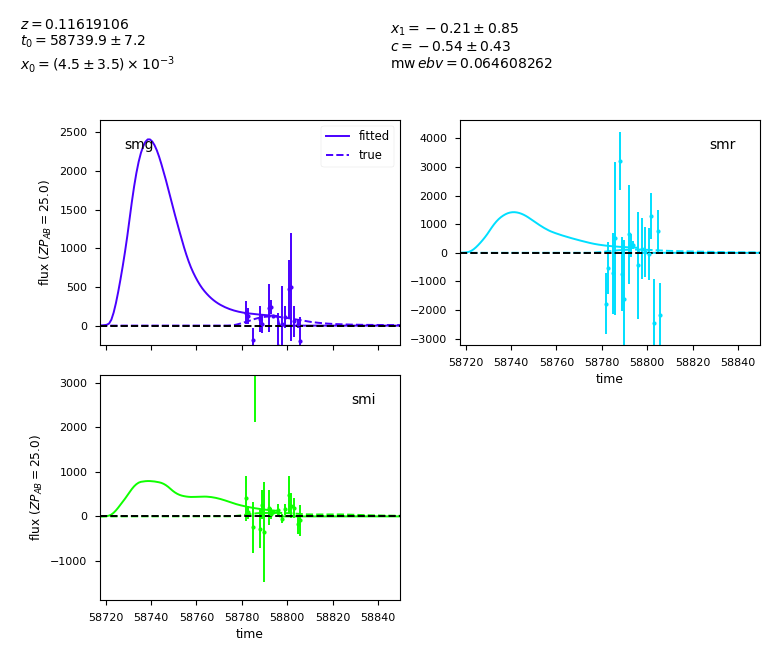 z = 0.11619106
t₀ = 58739.9 ± 7.2
x₀ = (4.5 ± 3.5) × 10⁻³
x₁ = −0.21 ± 0.85
c = −0.54 ± 0.43
mw ebv = 0.064608262
smg
fitted
true
2500
2000
1500
1000
500
0
flux (ZP_AB = 25.0)
smr
4000
3000
2000
1000
0
−1000
−2000
−3000
58720 58740 58760 58780 58800 58820 58840
time
smi
3000
2000
1000
0
−1000
flux (ZP_AB = 25.0)
58720 58740 58760 58780 58800 58820 58840
time